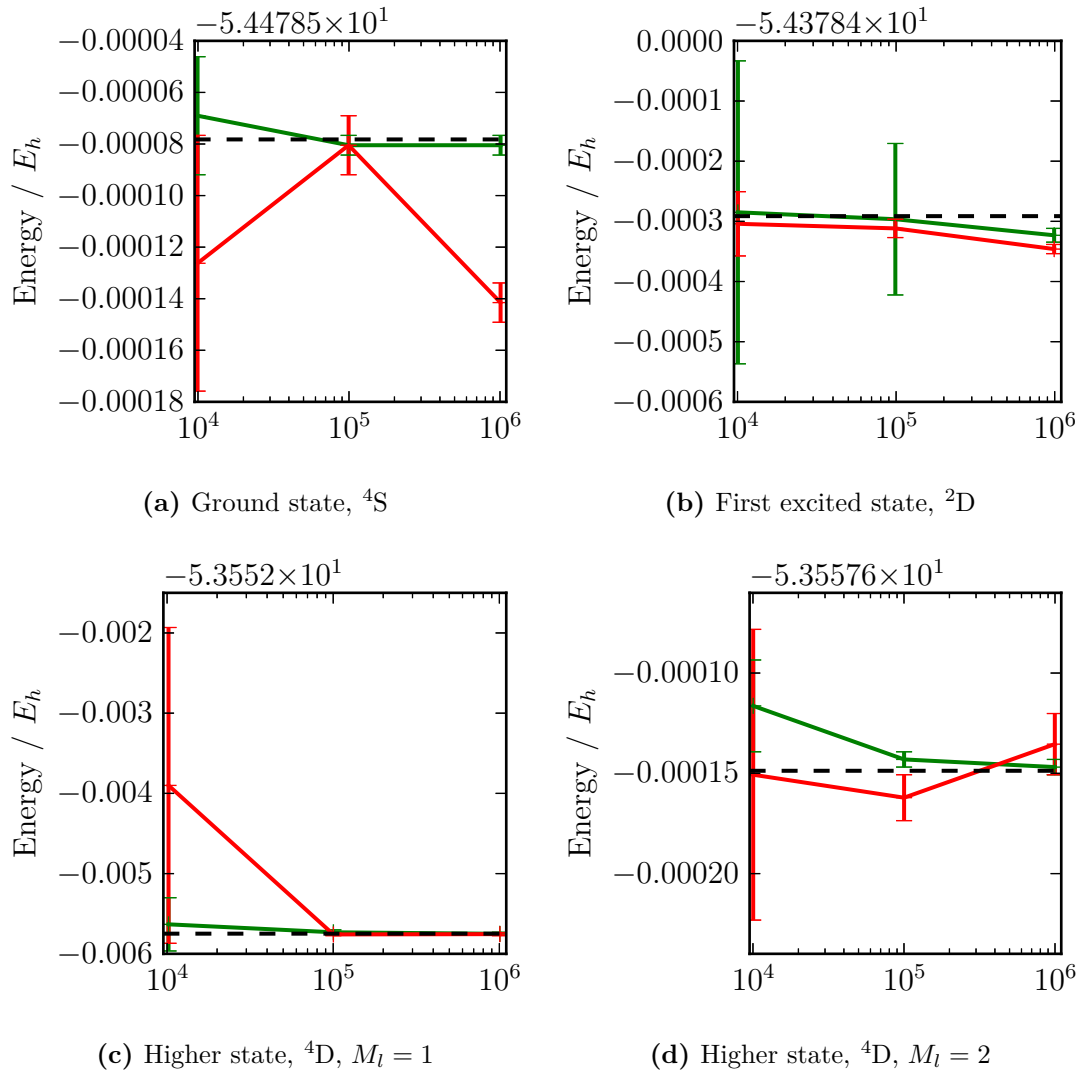 −5.44785×10¹
−0.00004
−0.00006
−0.00008
−0.00010
−0.00012
−0.00014
−0.00016
−0.00018
Energy / E_h
10⁴ 10⁵ 10⁶
(a) Ground state, ⁴S
−5.43784×10¹
0.0000
−0.0001
−0.0002
−0.0003
−0.0004
−0.0005
−0.0006
Energy / E_h
10⁴ 10⁵ 10⁶
(b) First excited state, ²D
−5.3552×10¹
−0.002
−0.003
−0.004
−0.005
−0.006
Energy / E_h
10⁴ 10⁵ 10⁶
(c) Higher state, ⁴D, M_l = 1
−5.35576×10¹
−0.00010
−0.00015
−0.00020
Energy / E_h
10⁴ 10⁵ 10⁶
(d) Higher state, ⁴D, M_l = 2